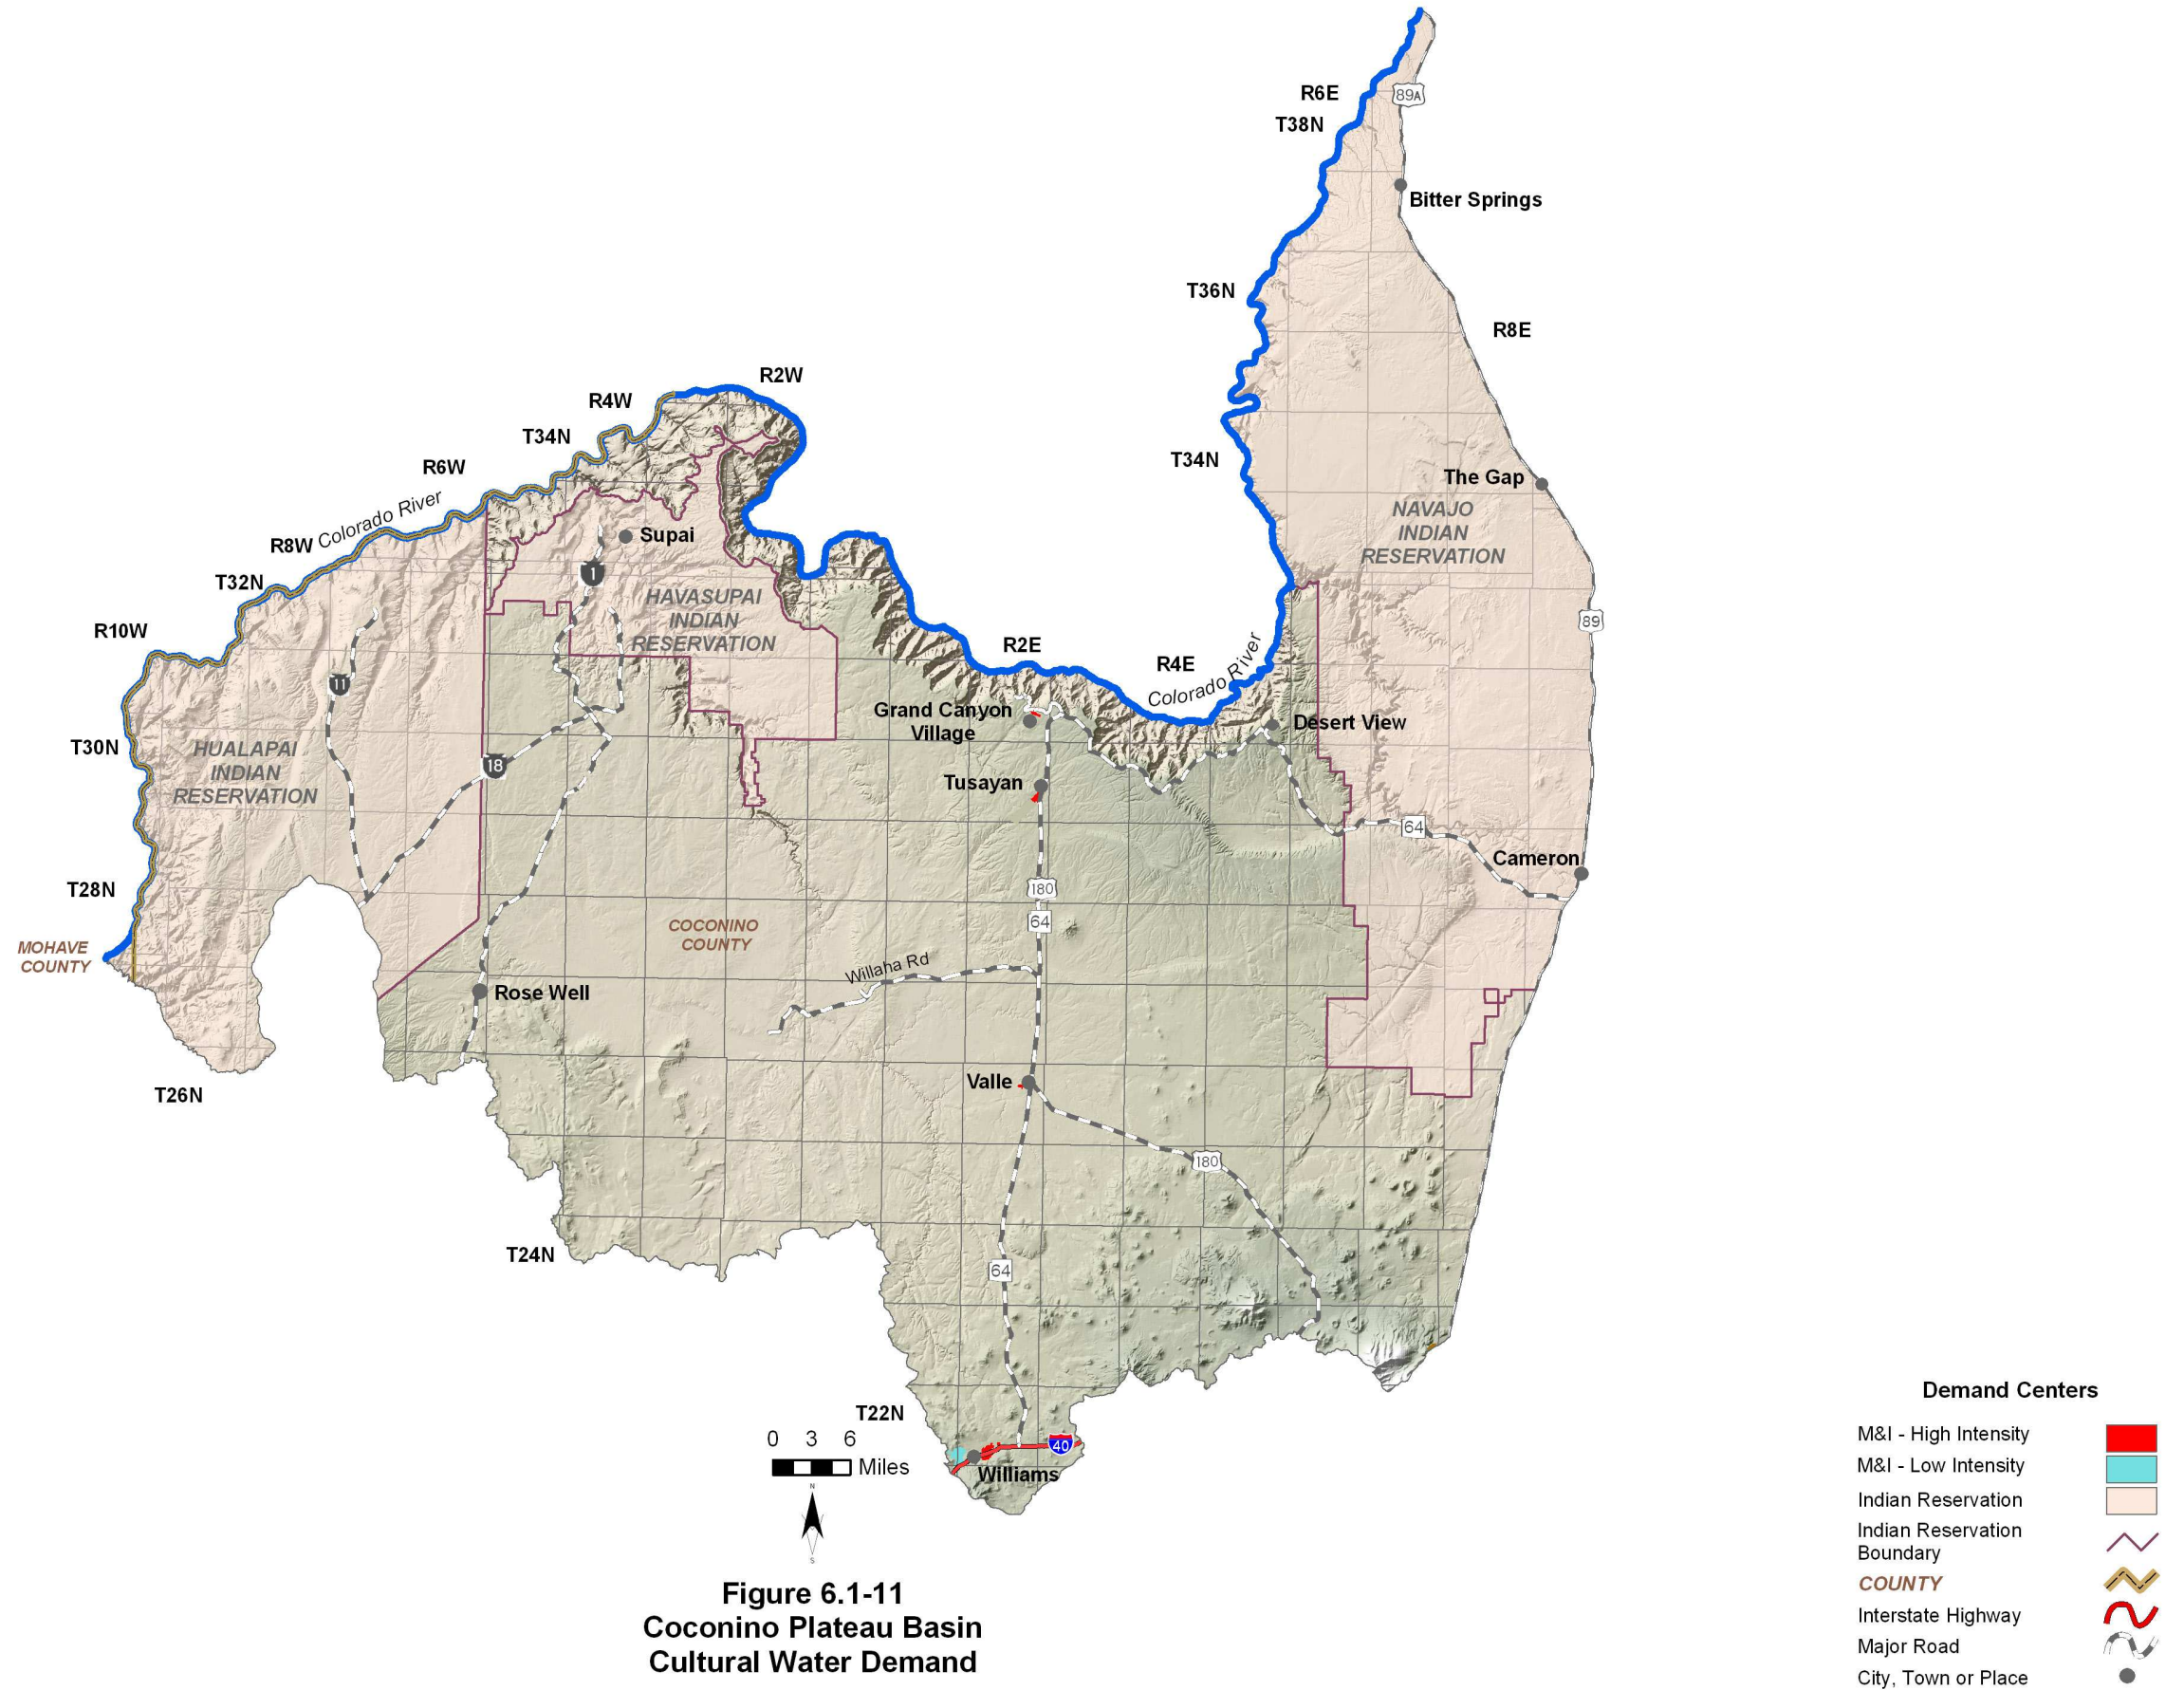 R6E
89A
T38N
Bitter Springs
T36N
R8E
R2W
R4W
T34N
R6W
T34N
The Gap
Colorado River
NAVAJO
INDIAN
RESERVATION
R8W
Supai
1
T32N
HAVASUPAI
INDIAN
RESERVATION
89
R10W
R2E
R4E
Colorado River
11
Grand Canyon
Village
Desert View
T30N
HUALAPAI
INDIAN
RESERVATION
18
Tusayan
64
Cameron
T28N
180
64
COCONINO
COUNTY
MOHAVE
COUNTY
Willaha Rd
Rose Well
Valle
T26N
180
T24N
64
T22N
40
Williams
0 3 6
Miles
N
S
Figure 6.1-11
Coconino Plateau Basin
Cultural Water Demand
Demand Centers
M&I - High Intensity
M&I - Low Intensity
Indian Reservation
Indian Reservation
Boundary
COUNTY
Interstate Highway
Major Road
City, Town or Place